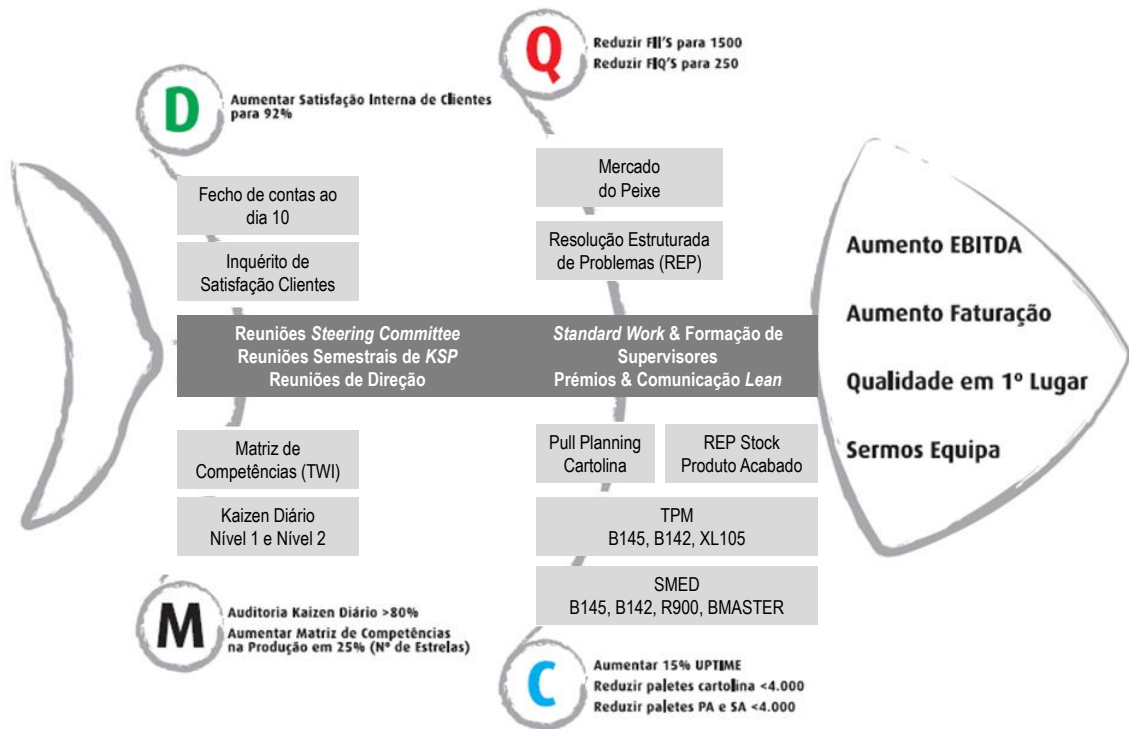 Q
Reduzir FII'S para 1500
Reduzir FIQ'S para 250
D
Aumentar Satisfação Interna de Clientes
para 92%
Fecho de contas ao
dia 10
Inquérito de
Satisfação Clientes
Mercado
do Peixe
Resolução Estruturada
de Problemas (REP)
Reuniões Steering Committee
Reuniões Semestrais de KSP
Reuniões de Direção
Standard Work & Formação de
Supervisores
Prémios & Comunicação Lean
Matriz de
Competências (TWI)
Kaizen Diário
Nível 1 e Nível 2
Pull Planning
Cartolina
REP Stock
Produto Acabado
TPM
B145, B142, XL105
SMED
B145, B142, R900, BMASTER
M
Auditoria Kaizen Diário >80%
Aumentar Matriz de Competências
na Produção em 25% (Nº de Estrelas)
C
Aumentar 15% UPTIME
Reduzir paletes cartolina <4.000
Reduzir paletes PA e SA <4.000
Aumento EBITDA
Aumento Faturação
Qualidade em 1º Lugar
Sermos Equipa